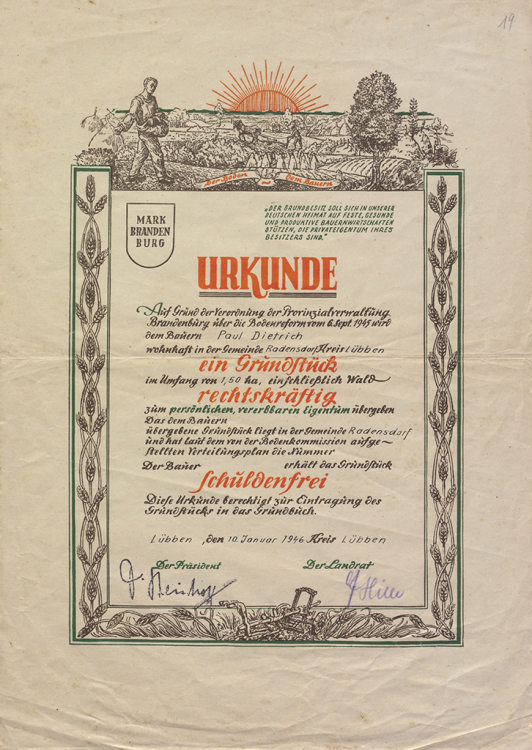 19
Der Boden
dem Bauern
MARK
BRANDEN
BURG
„DER GRUNDBESITZ SOLL SICH IN UNSERER
DEUTSCHEN HEIMAT AUF FESTE, GESUNDE
UND PRODUKTIVE BAUERNWIRTSCHAFTEN
STÜTZEN, DIE PRIVATEIGENTUM IHRES
BESITZERS SIND."
URKUNDE
Auf Grund der Verordnung der Provinzialverwaltung
Brandenburg über die Bodenreform vom 6. Sept. 1945 wird
dem Bauern Paul Dietrich
wohnhaft in der Gemeinde Radensdorf Kreis Lübben
ein Grundstück
im Umfang von 1,50 ha, einschließlich Wald
rechtskräftig
zum persönlichen, vererbbaren Eigentum übergeben
Das dem Bauern
übergebene Grundstück liegt in der Gemeinde Radensdorf
und hat laut dem von der Bodenkommission aufge-
stellten Verteilungsplan die Nummer
Der Bauer erhält das Grundstück
schuldenfrei
Diese Urkunde berechtigt zur Eintragung des
Grundstücks in das Grundbuch.
Lübben, den 10. Januar 1946 Kreis Lübben
Der Präsident Der Landrat